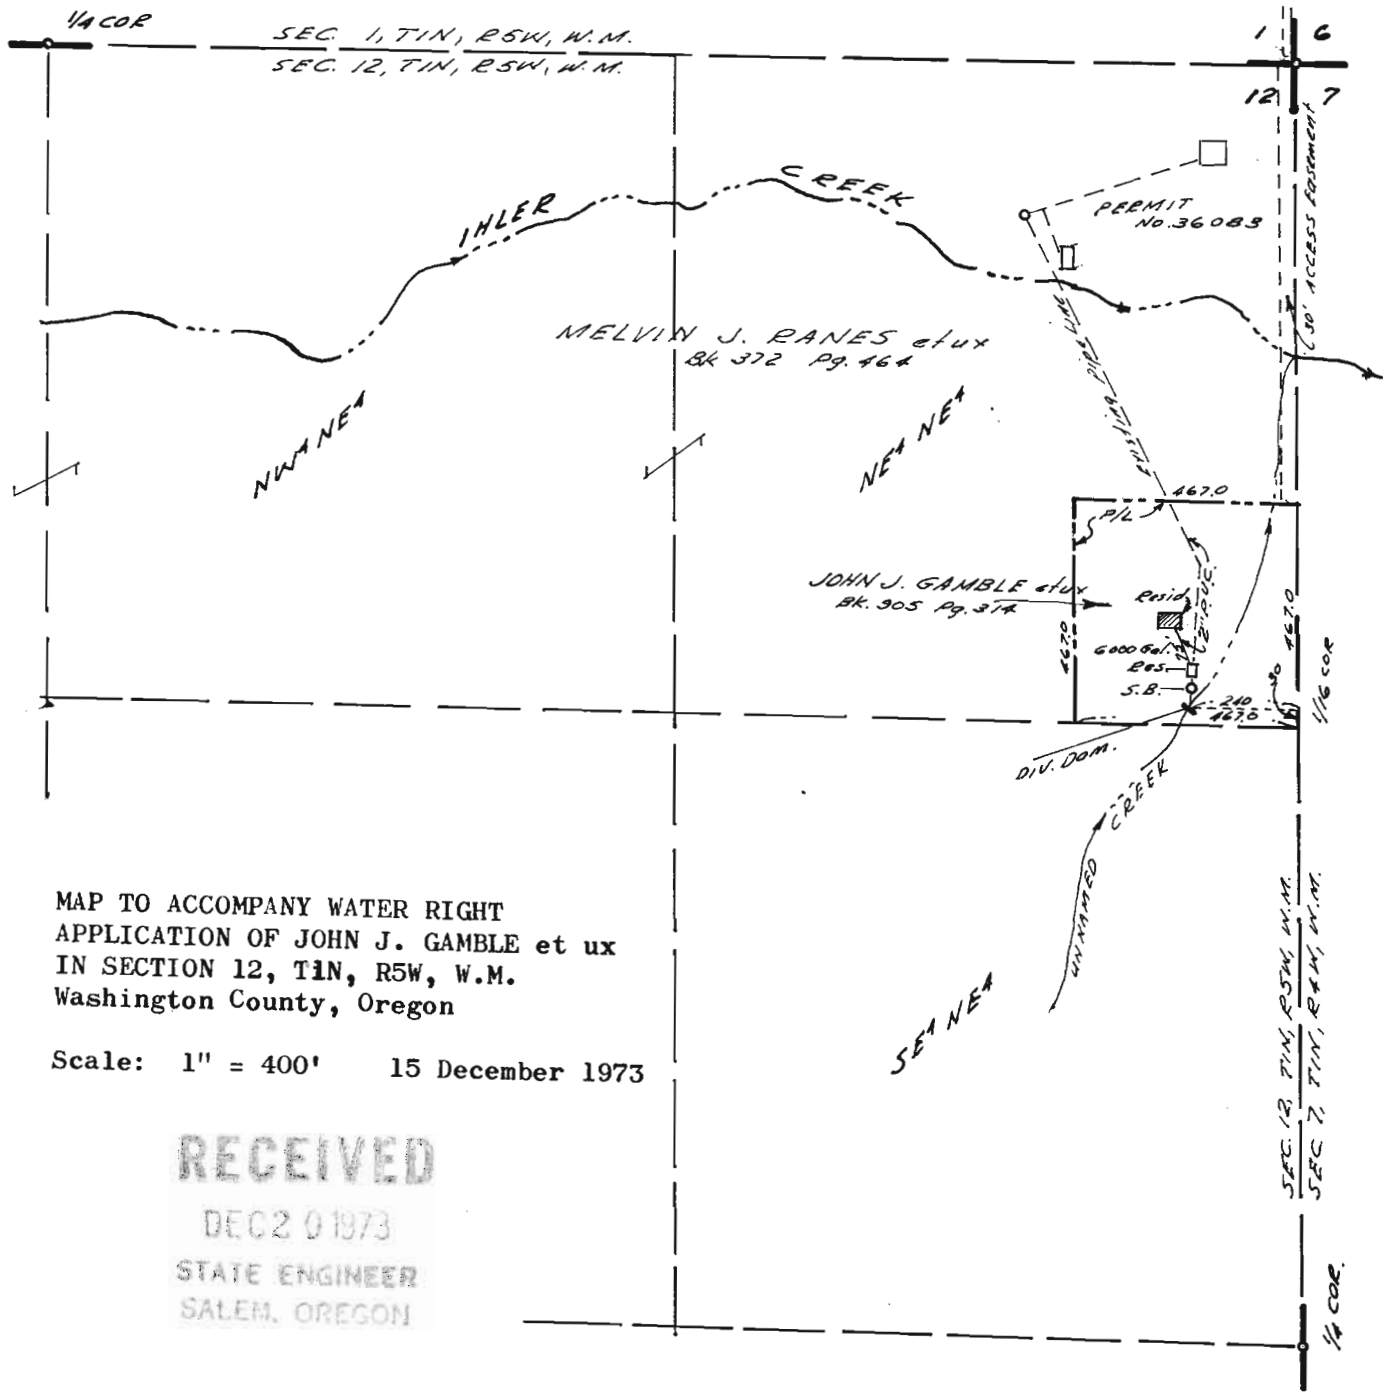 1/4 COR
SEC. 1, T1N, R5W, W.M.
SEC. 12, T1N, R5W, W.M.
1 6
12 7
30' ACCESS EASEMENT
CREEK
IHLER
PERMIT
No. 36083
EXISTING PIPE LINE
MELVIN J. RANES et ux
Bk 372 Pg. 464
NW4 NE4
NE4 NE4
467.0
P/L
JOHN J. GAMBLE et ux
BK. 905 Pg. 314
Resid.
2" P.V.C.
467.0
467.0
6000 Gal.
Res.
S.B.
240
30
467.0
1/16 COR
DIV. DOM.
UNNAMED CREEK
SE4 NE4
MAP TO ACCOMPANY WATER RIGHT
APPLICATION OF JOHN J. GAMBLE et ux
IN SECTION 12, T1N, R5W, W.M.
Washington County, Oregon
Scale: 1" = 400' 15 December 1973
SEC. 12, T1N, R5W, W.M.
SEC 7, T1N, R4W, W.M.
RECEIVED
DEC 20 1973
STATE ENGINEER
SALEM, OREGON
1/4 COR.